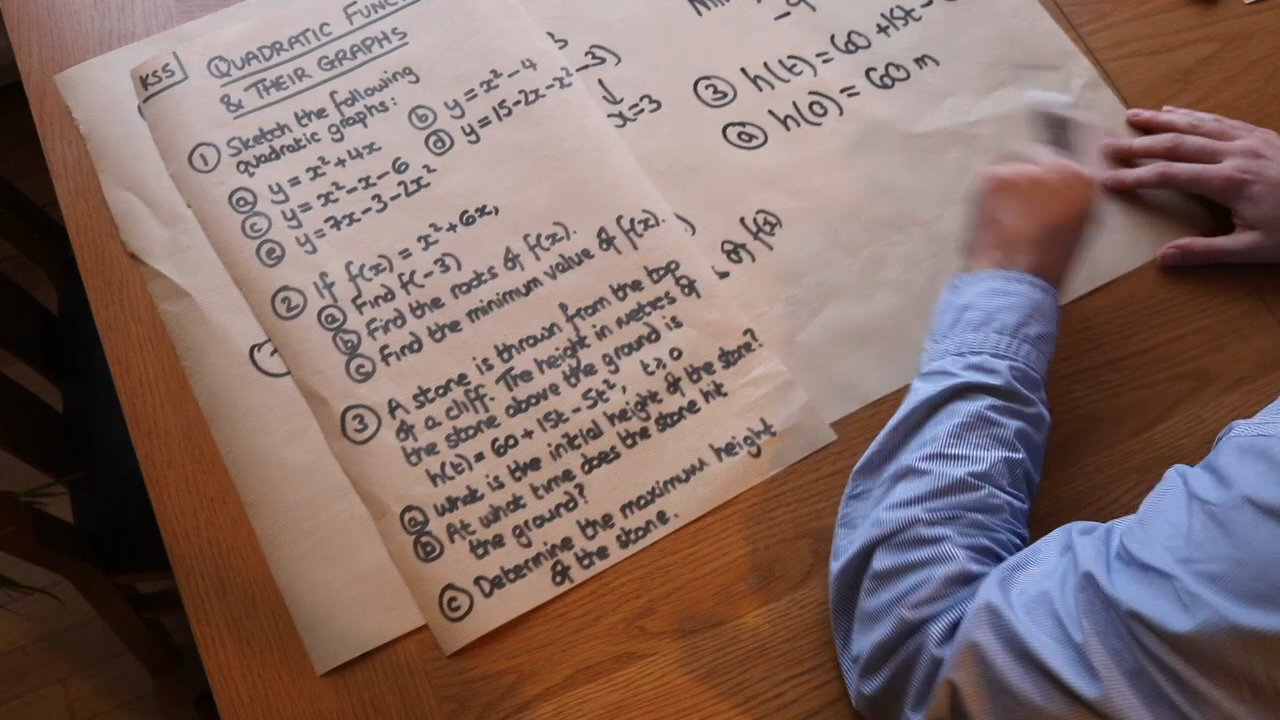 KS5
QUADRATIC FUNC
& THEIR GRAPHS
① Sketch the following
quadratic graphs:
ⓐ y = x² + 4x
ⓑ y = x² - 4
ⓒ y = x² - x - 6
ⓓ y = 15 - 2x - x²
ⓔ y = 7x - 3 - 2x²
② If f(x) = x² + 6x,
ⓐ Find f(-3)
ⓑ Find the roots of f(x).
ⓒ Find the minimum value of f(x).
③ A stone is thrown from the top
of a cliff. The height in metres of
the stone above the ground is
h(t) = 60 + 15t - 5t², t ⩾ 0
ⓐ What is the initial height of the stone?
ⓑ At what time does the stone hit
the ground?
ⓒ Determine the maximum height
of the stone.
-3)
↓
x = 3
-9
③ h(t) = 60 + 15t -
ⓐ h(0) = 60 m
of f(x)